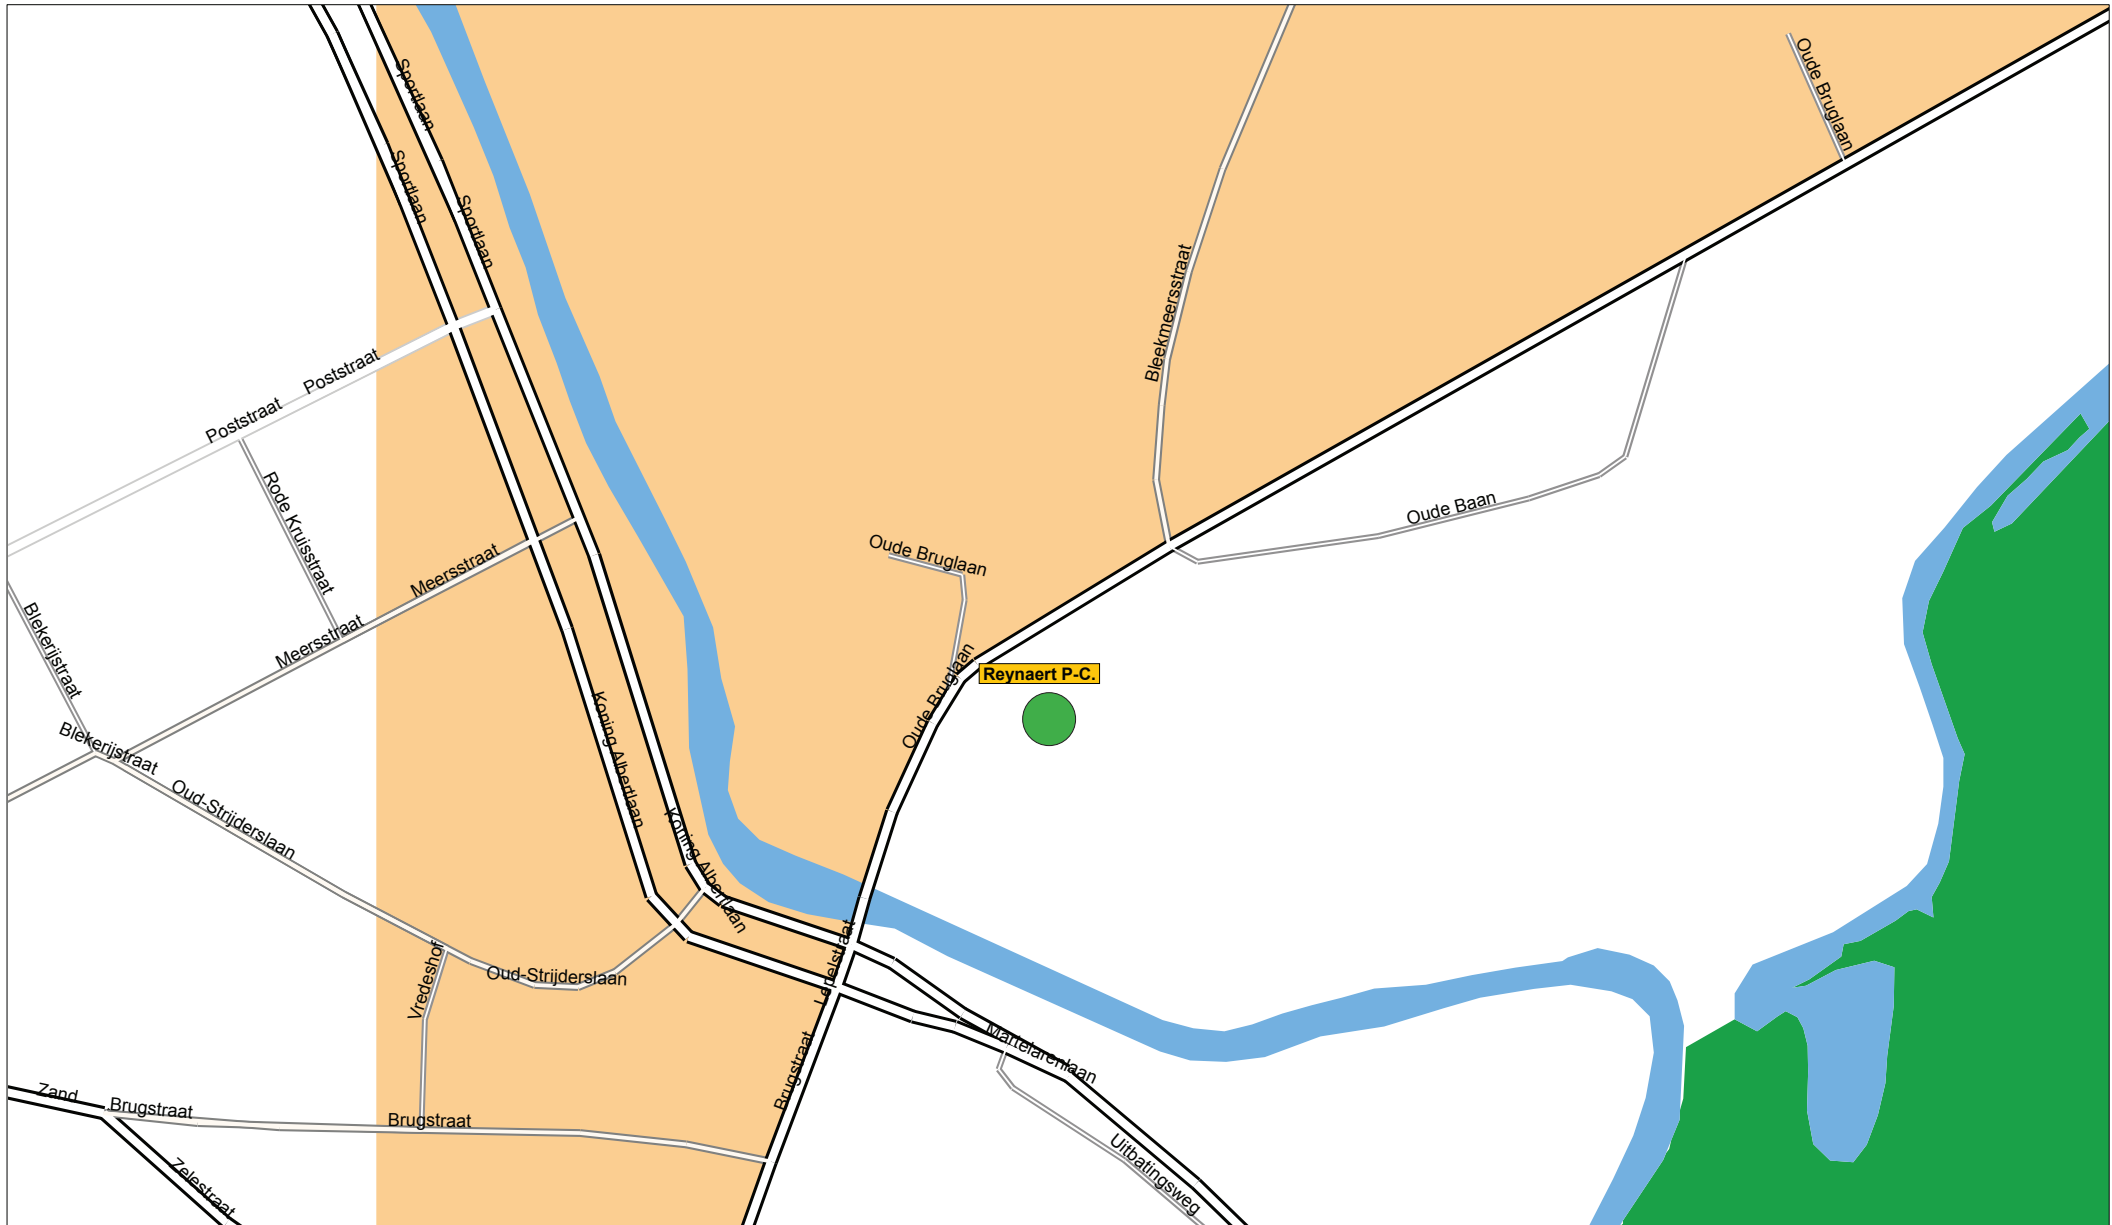 Oude Bruglaan
Sportlaan
Sportlaan
Sportlaan
Bleekmeersstraat
Poststraat
Poststraat
Rode Kruisstraat
Oude Baan
Meersstraat
Oude Bruglaan
Blekerijstraat
Meersstraat
Oude Bruglaan
Reynaert P-C.
Koning Albertlaan
Blekerijstraat
Oud-Strijderslaan
Koning Albertlaan
Lepelstraat
Vredeshof
Oud-Strijderslaan
Martelarenlaan
Brugstraat
Zand
Brugstraat
Brugstraat
Uitbatingsweg
Zelestraat